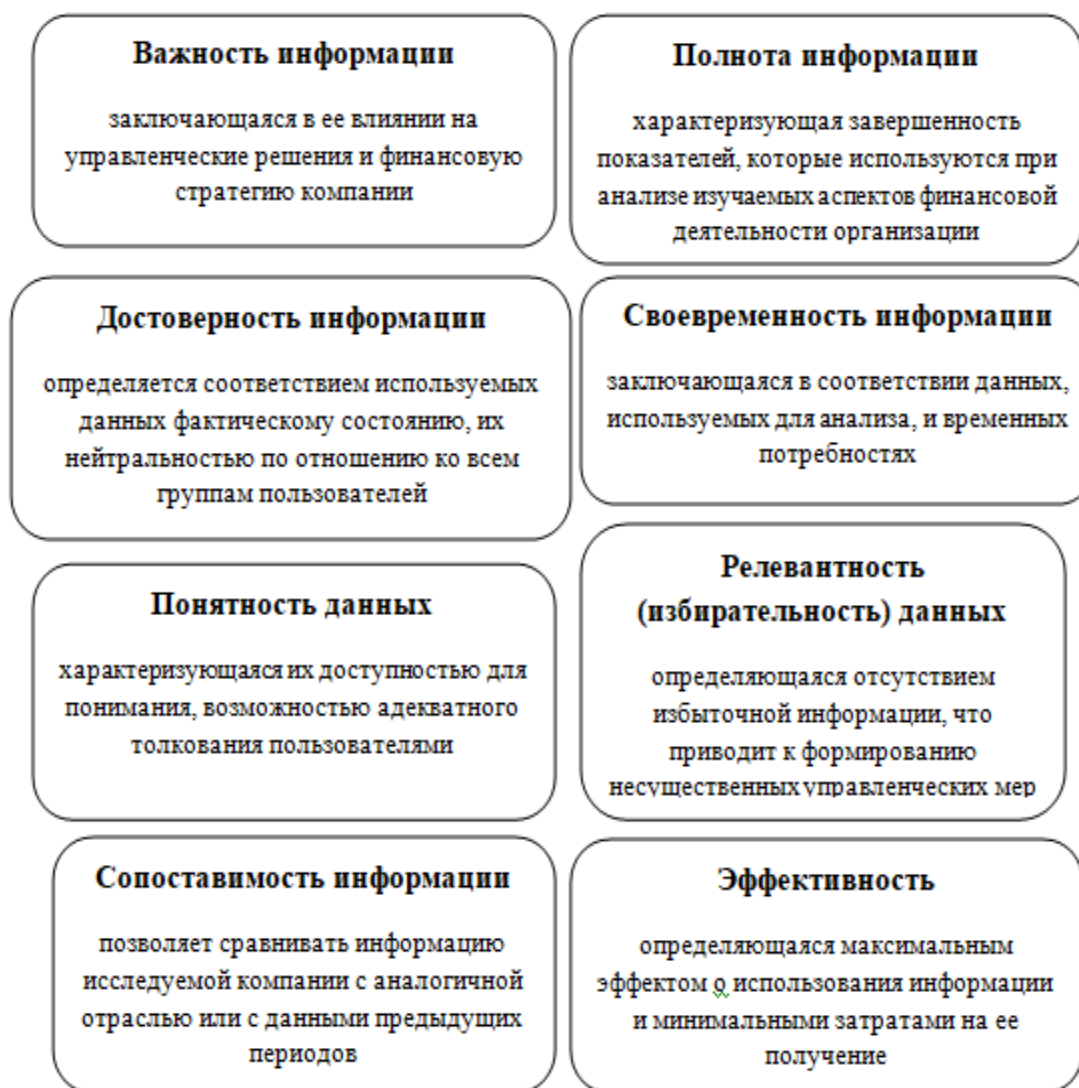 Важность информации
заключающаяся в ее влиянии на
управленческие решения и финансовую
стратегию компании
Полнота информации
характеризующая завершенность
показателей, которые используются при
анализе изучаемых аспектов финансовой
деятельности организации
Достоверность информации
определяется соответствием используемых
данных фактическому состоянию, их
нейтральностью по отношению ко всем
группам пользователей
Своевременность информации
заключающаяся в соответствии данных,
используемых для анализа, и временных
потребностях
Понятность данных
характеризующаяся их доступностью для
понимания, возможностью адекватного
толкования пользователями
Релевантность
(избирательность) данных
определяющаяся отсутствием
избыточной информации, что
приводит к формированию
несущественных управленческих мер
Сопоставимость информации
позволяет сравнивать информацию
исследуемой компании с аналогичной
отраслью или с данными предыдущих
периодов
Эффективность
определяющаяся максимальным
эффектом о использования информации
и минимальными затратами на ее
получение